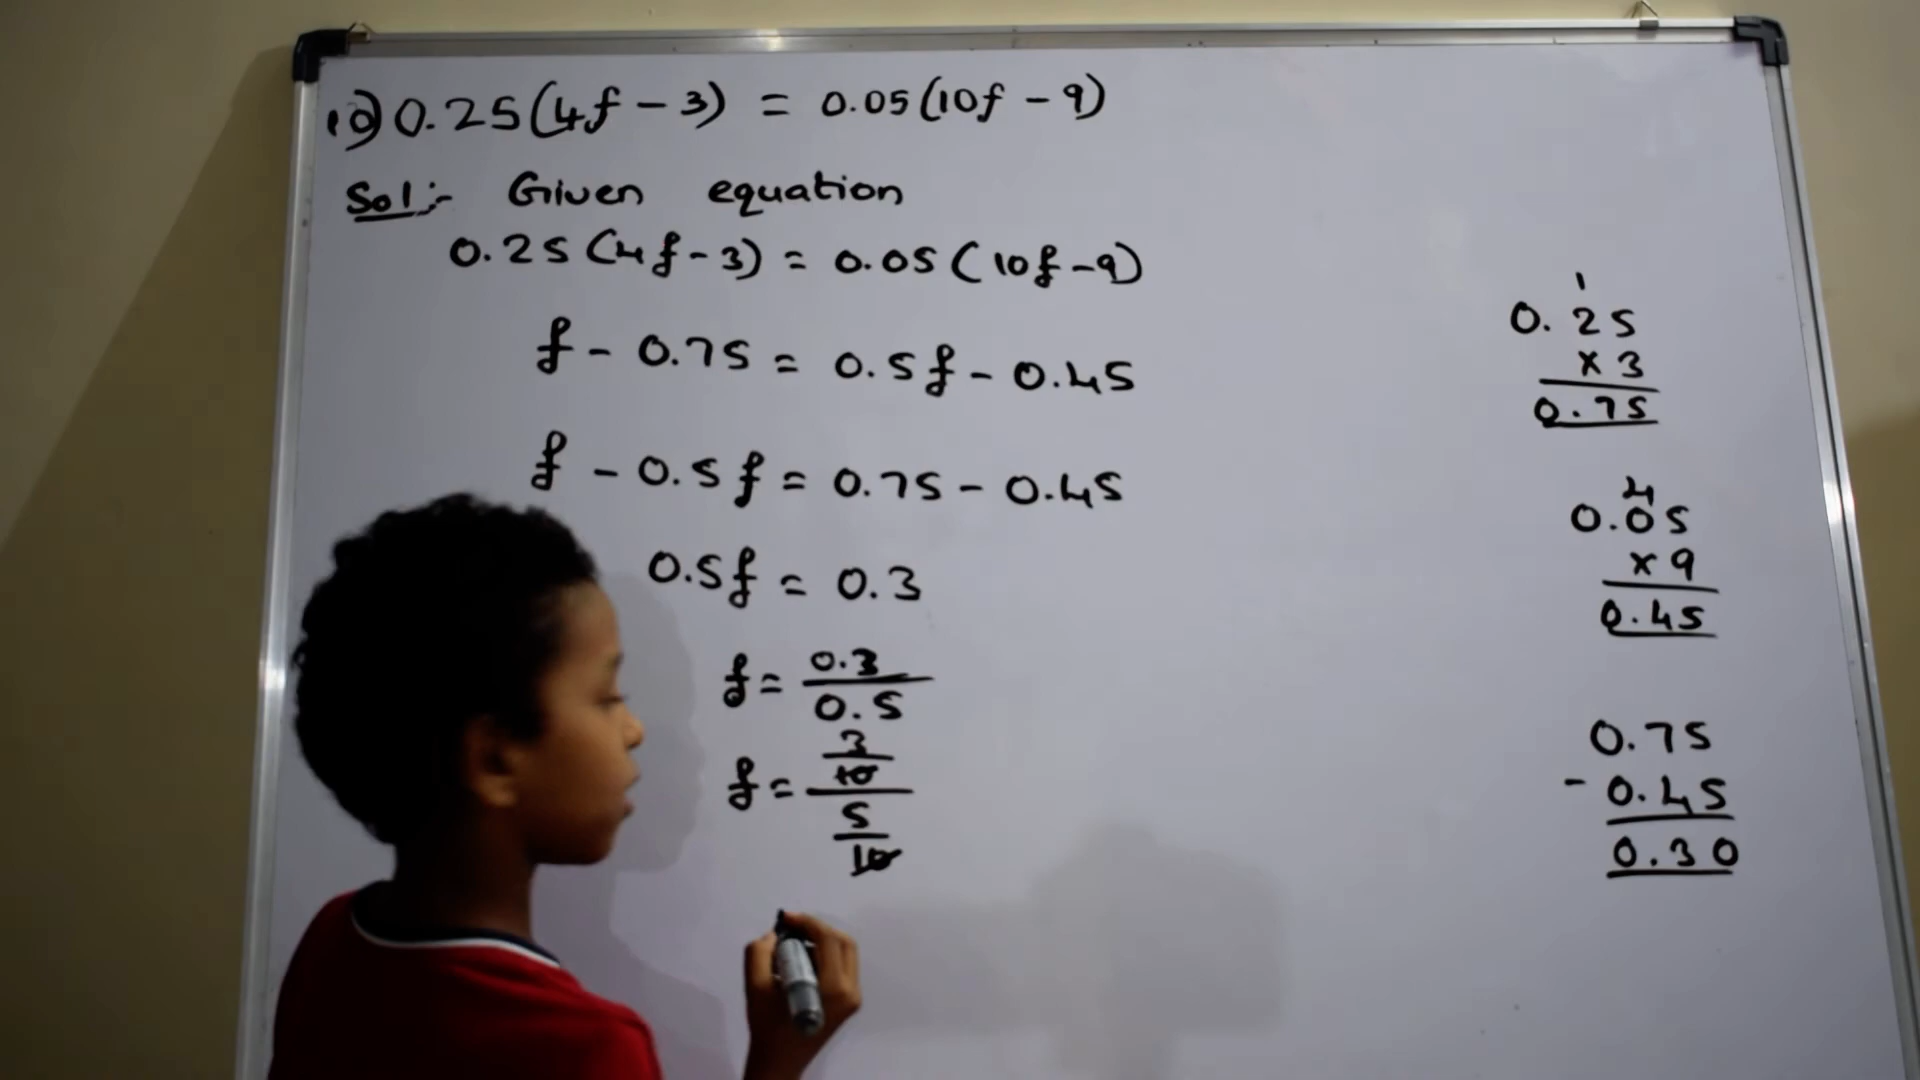 10) 0.25(4f - 3) = 0.05(10f - 9)
Sol:- Given equation
0.25(4f - 3) = 0.05(10f - 9)
f - 0.75 = 0.5f - 0.45
f - 0.5f = 0.75 - 0.45
0.5f = 0.3
f = 0.3
0.5
f = 3
10
5
10
1
0.25
x 3
0.75
4
0.05
x 9
0.45
0.75
- 0.45
0.30